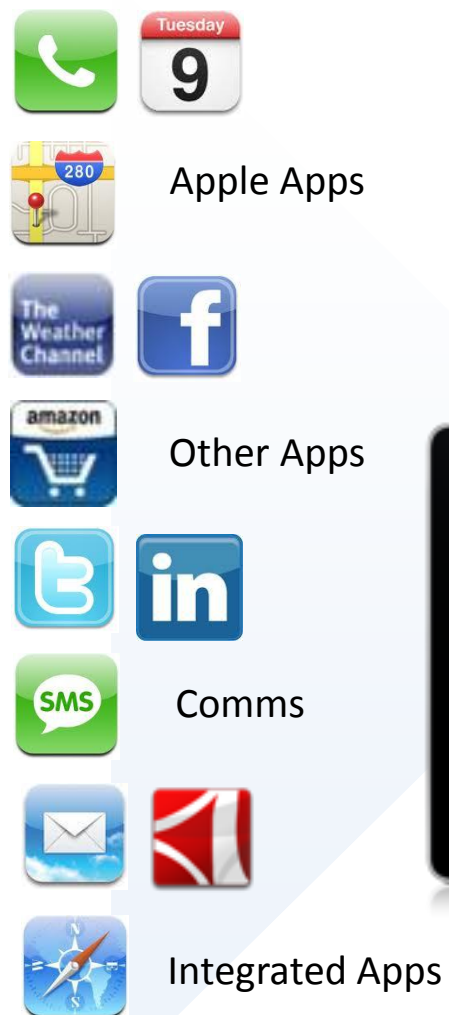 Tuesday
9
280
Apple Apps
The
Weather
Channel
f
amazon
Other Apps
t
in
SMS
Comms
N
S
Integrated Apps